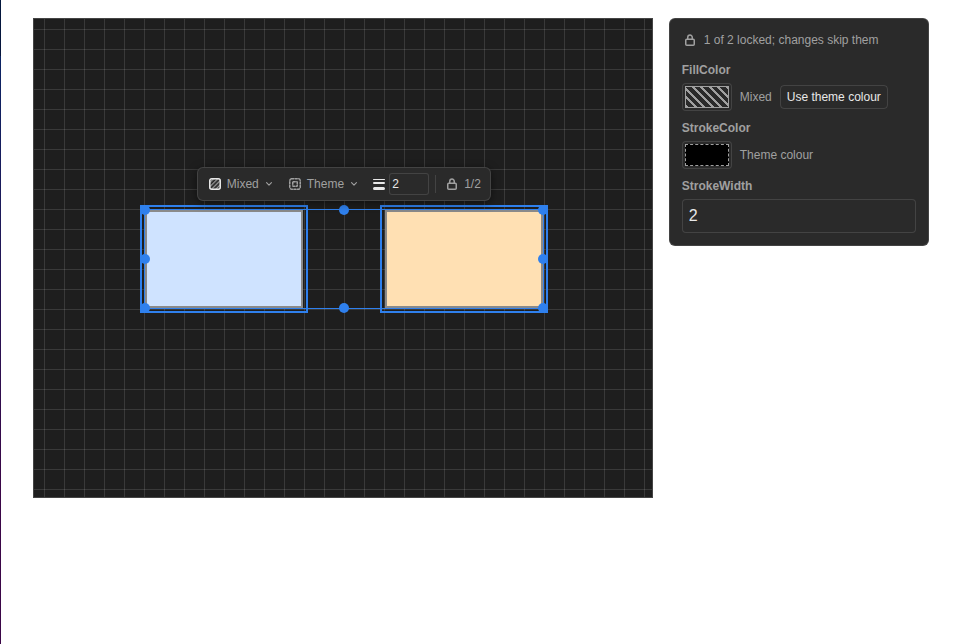 1 of 2 locked; changes skip them
FillColor
Mixed Use theme colour
StrokeColor
Theme colour
StrokeWidth
2
Mixed Theme 2 1/2